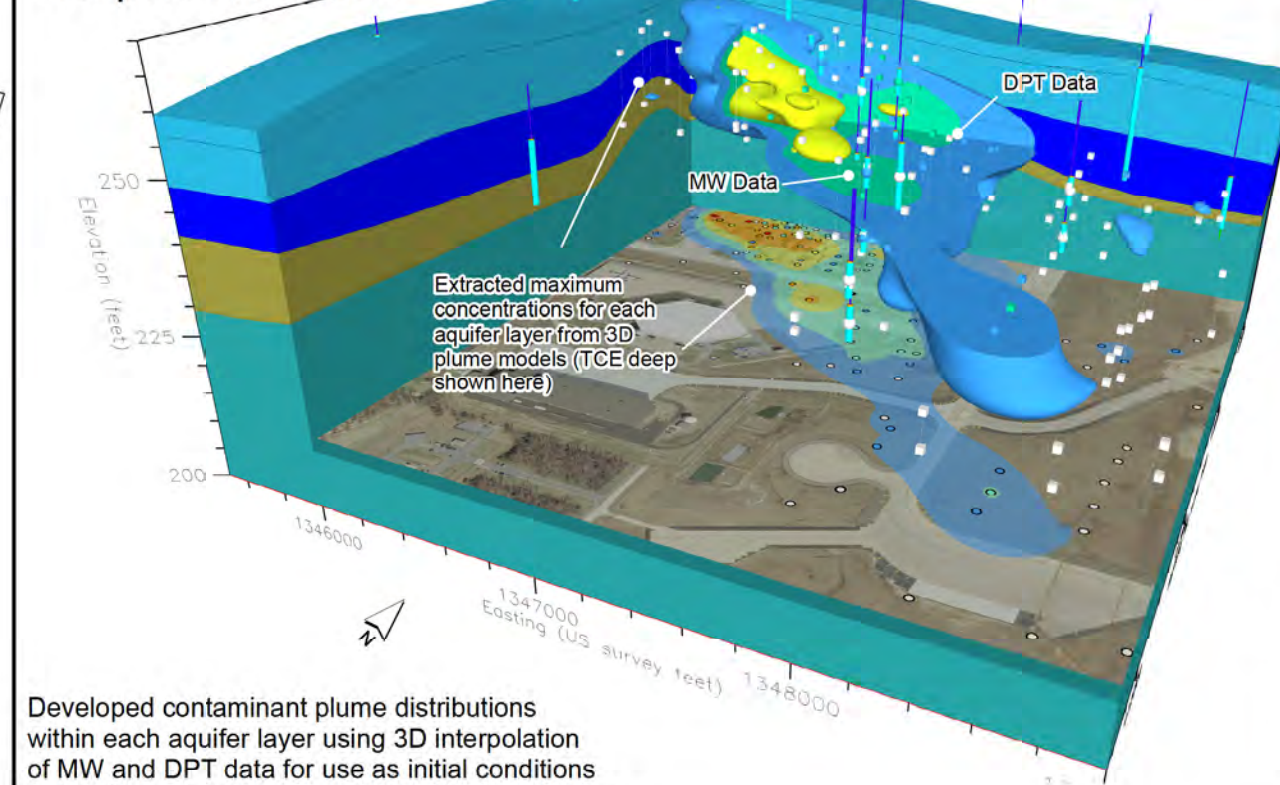 DPT Data
MW Data
250
Elevation (feet)
225
200
Extracted maximum
concentrations for each
aquifer layer from 3D
plume models (TCE deep
shown here)
1346000
1347000
Easting (US survey feet)
1348000
N
Developed contaminant plume distributions
within each aquifer layer using 3D interpolation
of MW and DPT data for use as initial conditions